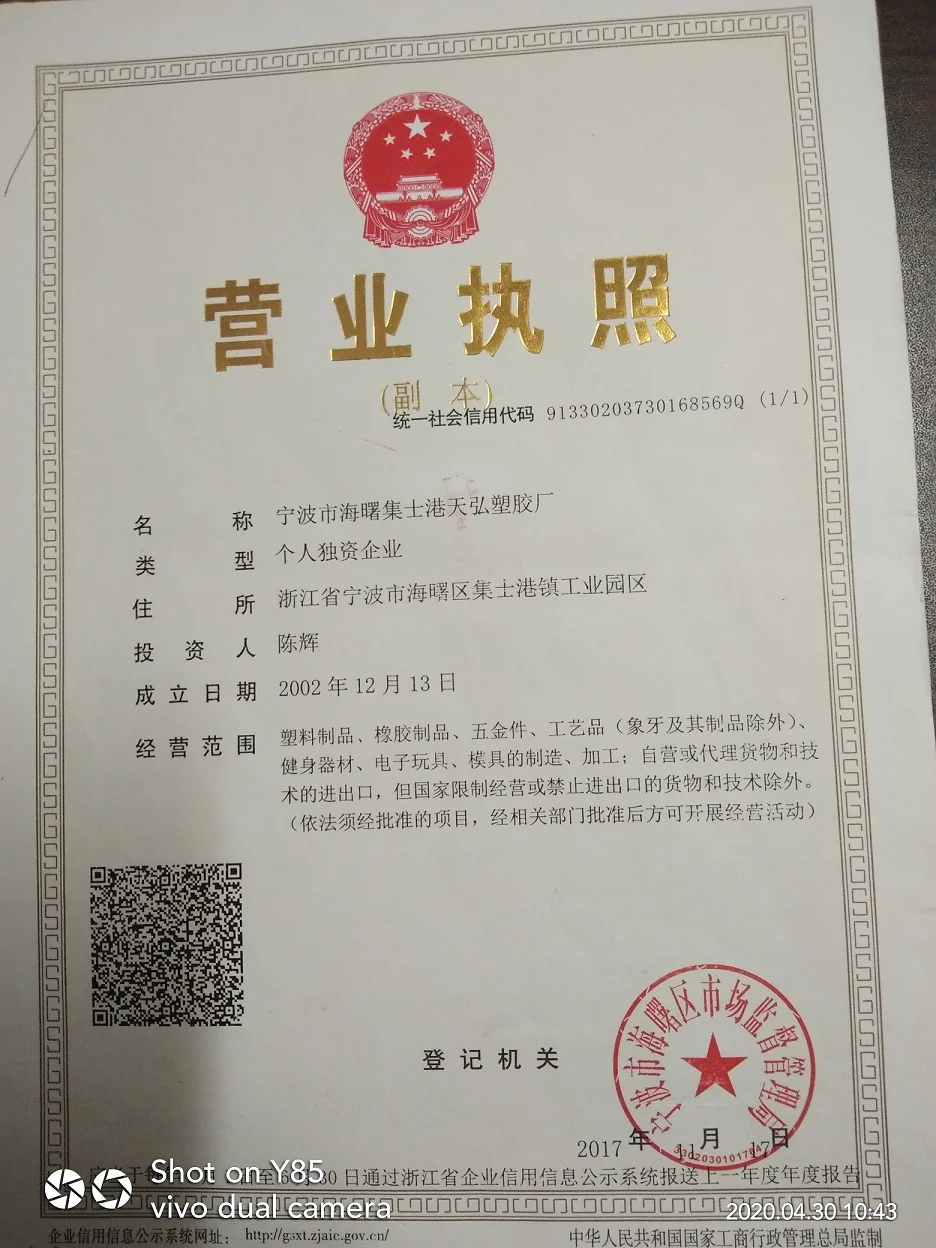 营业执照
(副 本)
统一社会信用代码 91330203730168569Q (1/1)
名 称 宁波市海曙集士港天弘塑胶厂
类 型 个人独资企业
住 所 浙江省宁波市海曙区集士港镇工业园区
投 资 人 陈辉
成 立 日 期 2002 年 12 月 13 日
经 营 范 围 塑料制品、橡胶制品、五金件、工艺品（象牙及其制品除外）、
健身器材、电子玩具、模具的制造、加工；自营或代理货物和技
术的进出口，但国家限制经营或禁止进出口的货物和技术除外。
（依法须经批准的项目，经相关部门批准后方可开展经营活动）
宁波市海曙区市场监督管理局
登 记 机 关
2017 年 11 月 17 日
30 日通过浙江省企业信用信息公示系统报送上一年度年度报告
Shot on Y85
vivo dual camera
2020.04.30 10:43
企业信用信息公示系统网址： http://gsxt.zjaic.gov.cn/
中华人民共和国国家工商行政管理总局监制